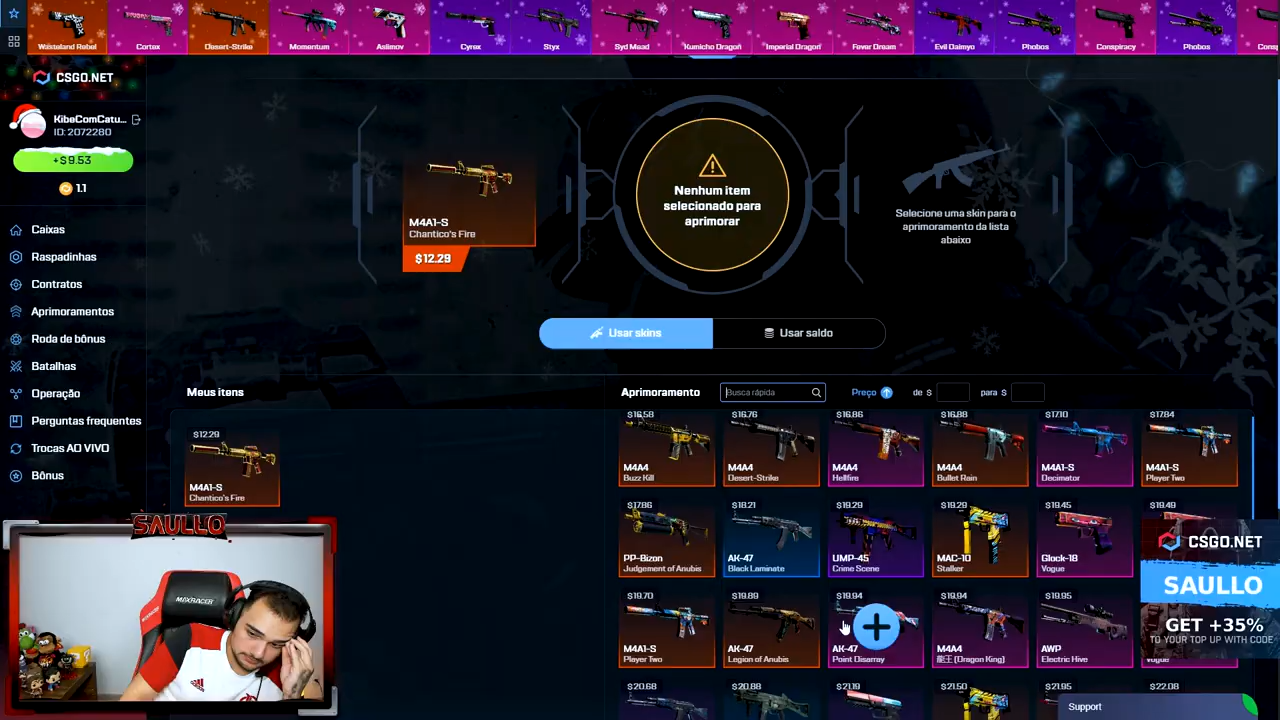 Wasteland Rebel
Cortex
Desert-Strike
Momentum
Asiimov
Cyrex
Styx
Syd Mead
Kumicho Dragon
Imperial Dragon
Fever Dream
Evil Daimyo
Phobos
Conspiracy
Phobos
CSGO.NET
KibeComCatu...
ID: 2072280
+$9.53
1.1
Caixas
Raspadinhas
Contratos
Aprimoramentos
Roda de bônus
Batalhas
Operação
Perguntas frequentes
Trocas AO VIVO
Bônus
M4A1-S
Chantico's Fire
$12.29
Nenhum item
selecionado para
aprimorar
Selecione uma skin para o
aprimoramento da lista
abaixo
Usar skins
Usar saldo
Meus itens
$12.29
M4A1-S
Chantico's Fire
Aprimoramento
Busca rápida
Preço
de $
para $
$16.58
M4A4
Buzz Kill
$16.76
M4A4
Desert-Strike
$16.86
M4A4
Hellfire
$16.88
M4A4
Bullet Rain
$17.10
M4A1-S
Decimator
$17.84
M4A1-S
Player Two
$17.86
PP-Bizon
Judgement of Anubis
$18.21
AK-47
Black Laminate
$19.29
UMP-45
Crime Scene
$19.29
MAC-10
Stalker
$19.45
Glock-18
Vogue
$19.49
$19.70
M4A1-S
Player Two
$19.89
AK-47
Legion of Anubis
$19.94
AK-47
Point Disarray
$19.94
M4A4
龍王 (Dragon King)
$19.95
AWP
Electric Hive
Vogue
$20.68
$20.88
$21.19
$21.50
$21.95
$22.08
SAULLO
MAXRACER
CSGO.NET
SAULLO
GET +35%
TO YOUR TOP UP WITH CODE
Support